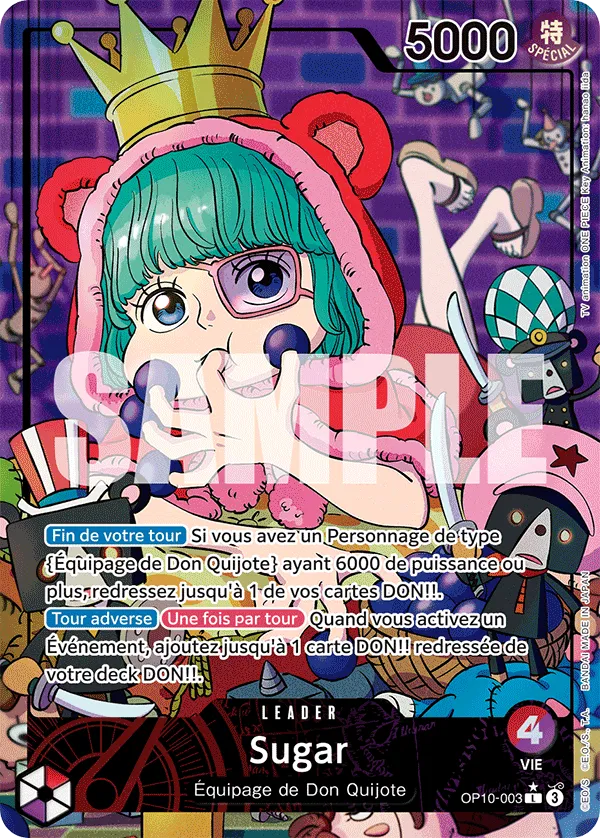 5000
特
SPÉCIAL
TV animation ONE PIECE Key Animation: hanae iida
SAMPLE
Fin de votre tour Si vous avez un Personnage de type
{Équipage de Don Quijote} ayant 6000 de puissance ou
plus, redressez jusqu'à 1 de vos cartes DON!!.
Tour adverse Une fois par tour Quand vous activez un
Événement, ajoutez jusqu'à 1 carte DON!! redressée de
votre deck DON!!.
©E.O./S. ©E.O./S., T.A. BANDAI MADE IN JAPAN
LEADER
Sugar
Équipage de Don Quijote
4
VIE
OP10-003 L 3